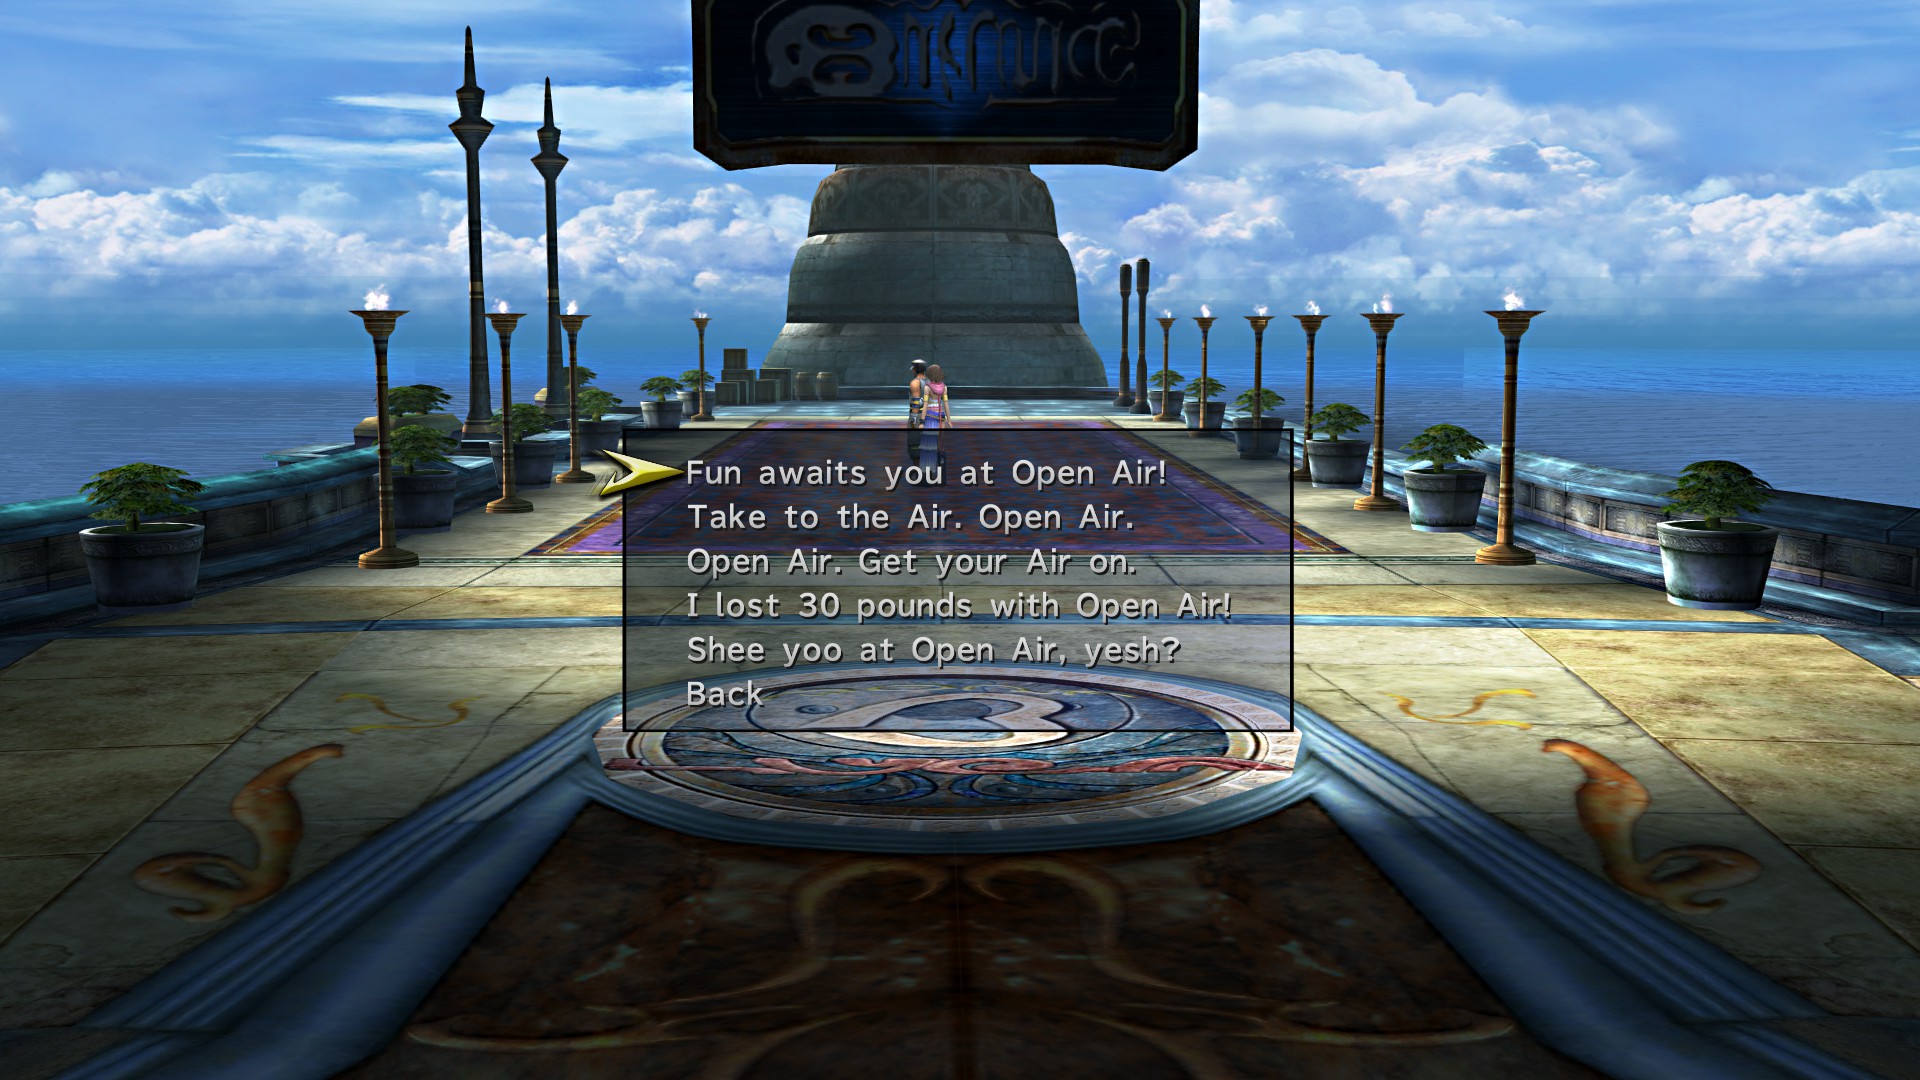 Fun awaits you at Open Air!
Take to the Air. Open Air.
Open Air. Get your Air on.
I lost 30 pounds with Open Air!
Shee yoo at Open Air, yesh?
Back